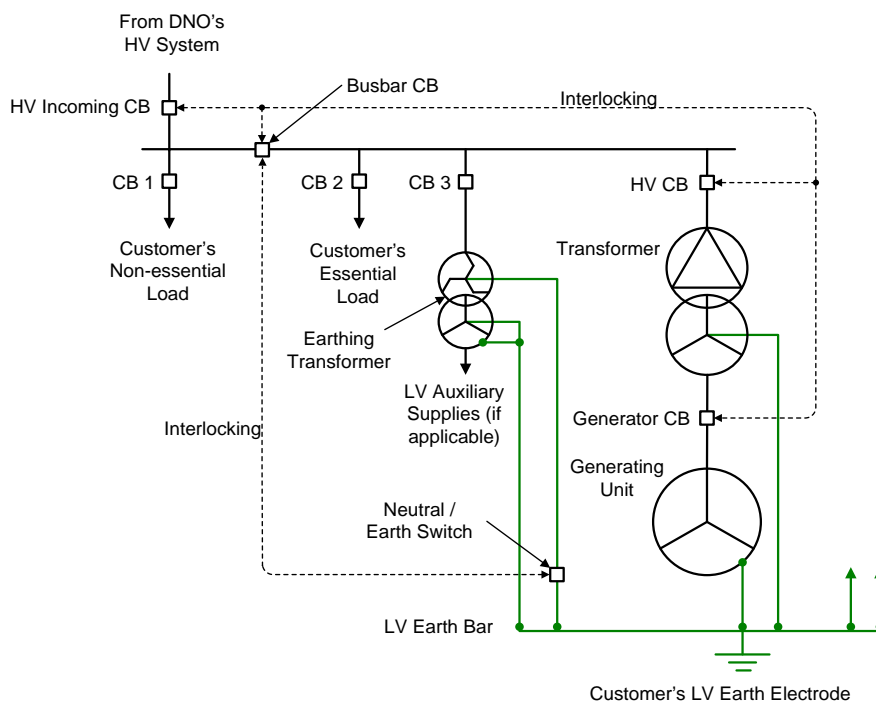 From DNO's
HV System
Busbar CB
HV Incoming CB
Interlocking
CB 1
CB 2
CB 3
HV CB
Customer's
Non-essential
Load
Customer's
Essential
Load
Transformer
Earthing
Transformer
LV Auxiliary
Supplies (if
applicable)
Generator CB
Interlocking
Generating
Unit
Neutral /
Earth Switch
LV Earth Bar
Customer's LV Earth Electrode